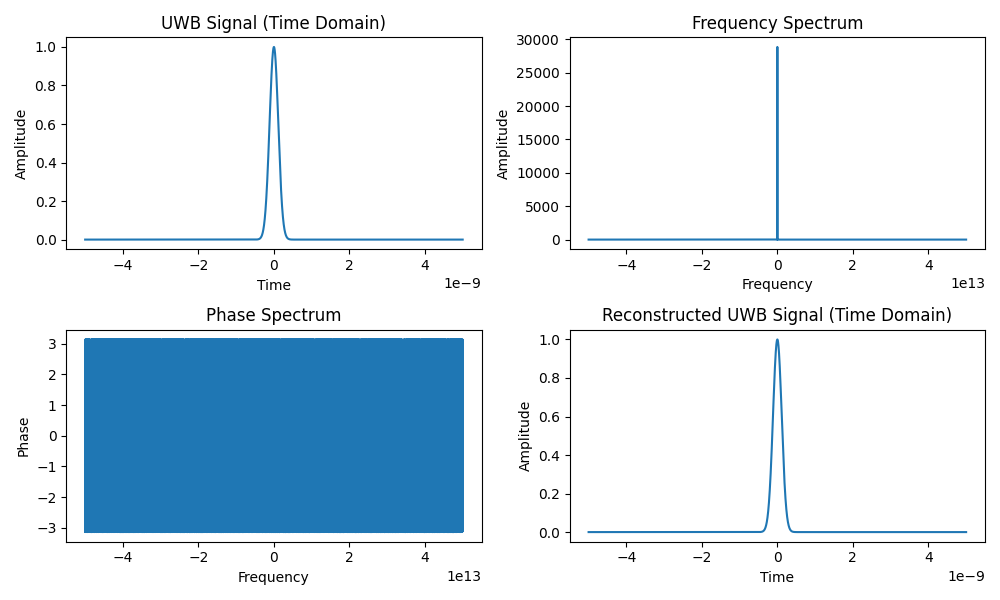 UWB Signal (Time Domain)
Amplitude
1.0
0.8
0.6
0.4
0.2
0.0
−4
−2
0
2
4
Time
1e−9
Frequency Spectrum
Amplitude
30000
25000
20000
15000
10000
5000
0
−4
−2
0
2
4
Frequency
1e13
Phase Spectrum
Phase
3
2
1
0
−1
−2
−3
−4
−2
0
2
4
Frequency
1e13
Reconstructed UWB Signal (Time Domain)
Amplitude
1.0
0.8
0.6
0.4
0.2
0.0
−4
−2
0
2
4
Time
1e−9